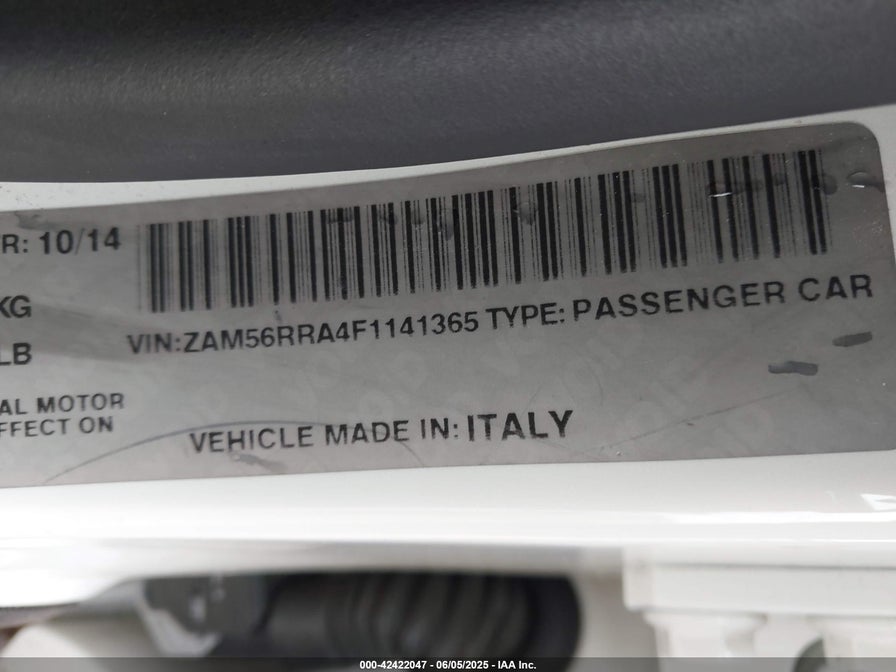 R: 10/14
KG
VIN:ZAM56RRA4F1141365 TYPE: PASSENGER CAR
LB
AL MOTOR
FFECT ON
VEHICLE MADE IN: ITALY
000-42422047 - 06/05/2025 - IAA Inc.